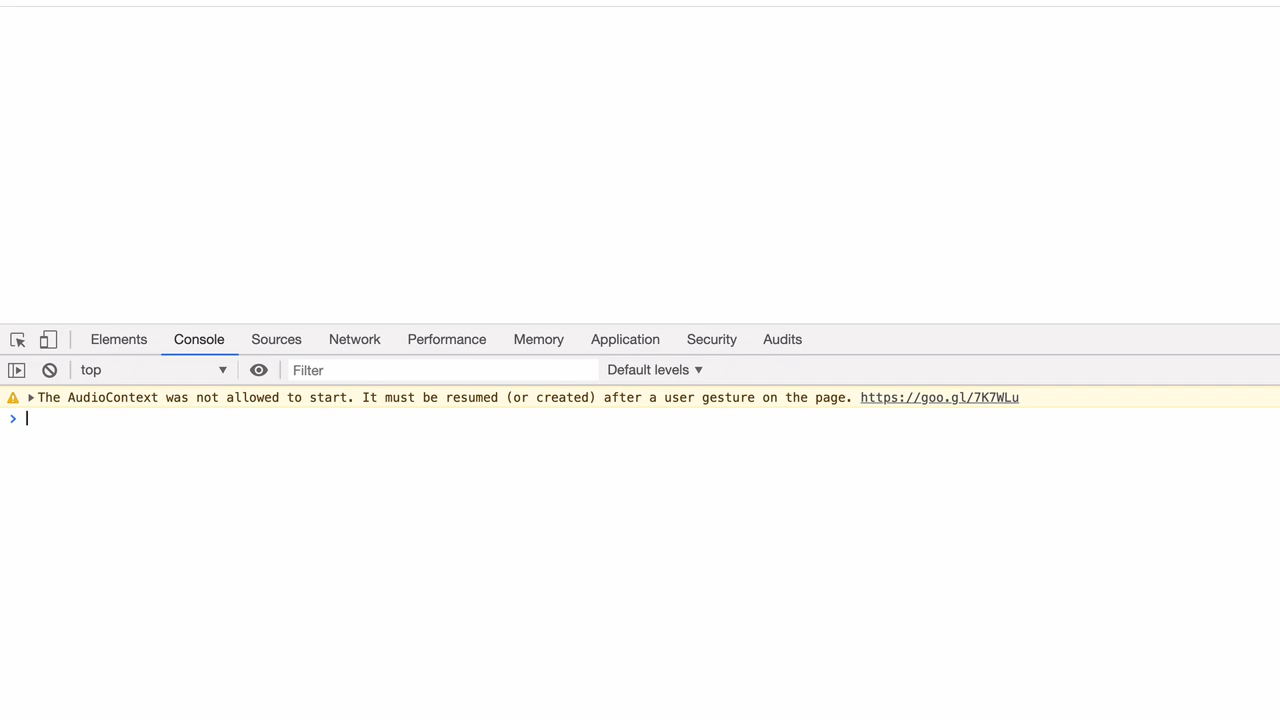 Elements Console Sources Network Performance Memory Application Security Audits
top Filter Default levels
The AudioContext was not allowed to start. It must be resumed (or created) after a user gesture on the page. https://goo.gl/7K7WLu